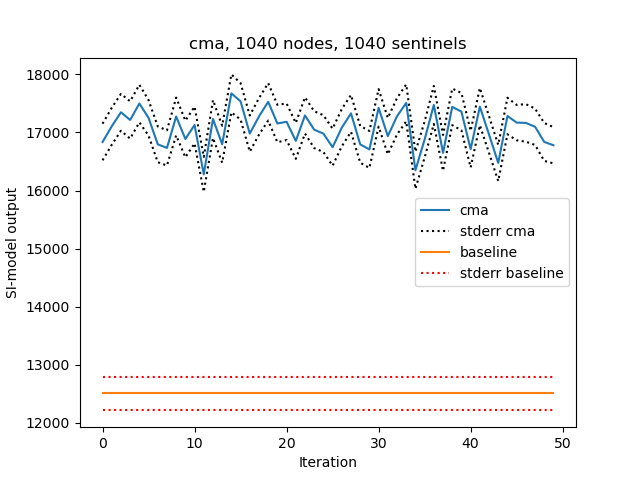 cma, 1040 nodes, 1040 sentinels
18000
17000
16000
15000
14000
13000
12000
SI-model output
cma
stderr cma
baseline
stderr baseline
0 10 20 30 40 50
Iteration